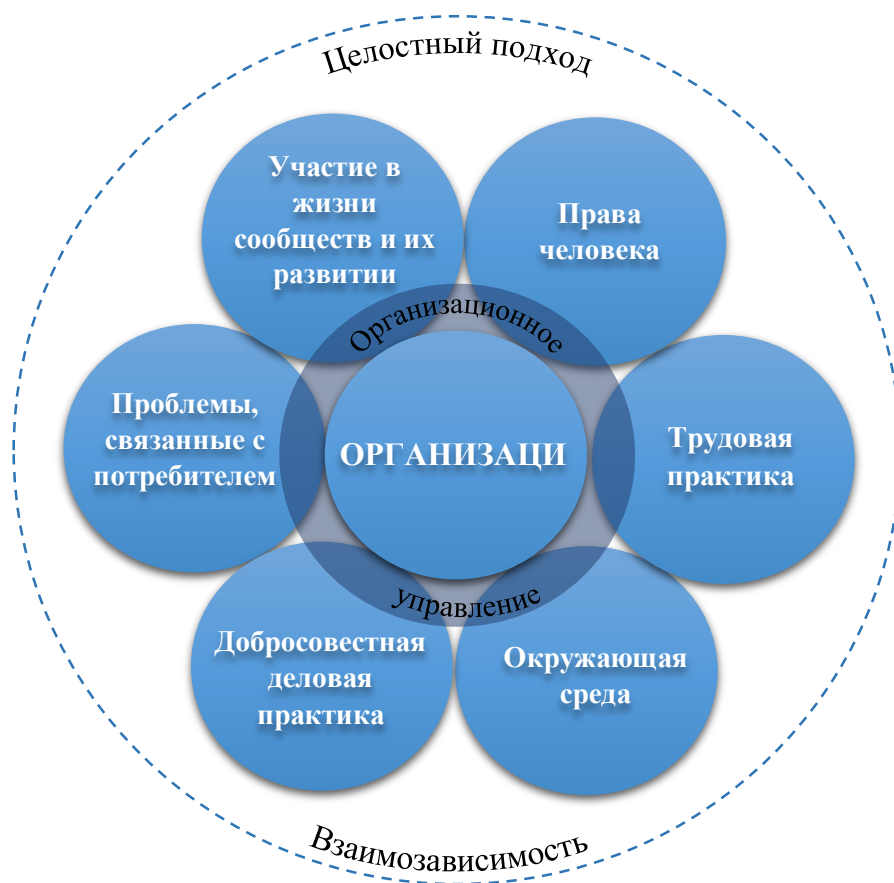 Целостный подход
Участие в
жизни
сообществ и их
развитии
Права
человека
Организационное
Проблемы,
связанные с
потребителем
ОРГАНИЗАЦИ
Трудовая
практика
управление
Добросовестная
деловая
практика
Окружающая
среда
Взаимозависимость